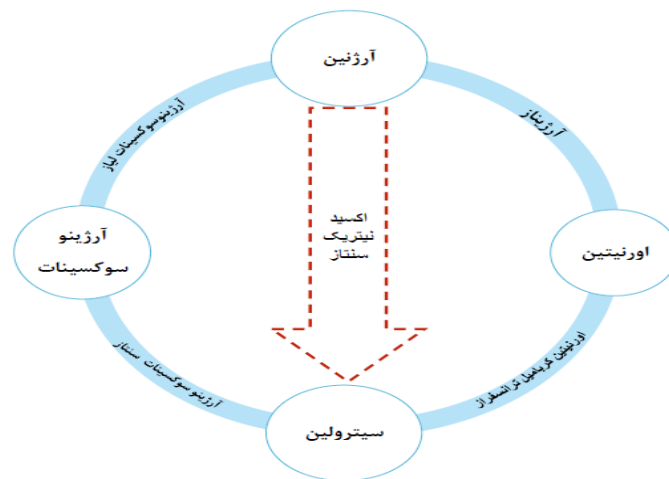 آرژنین
آرژیناز
آرژینوسوکسینات لیاز
اکسید
نیتریک
سنتاز
اورنیتین
آرژینو
سوکسینات
اورنیتین کربامیل ترانسفراز
آرژینو سوکسینات سنتاز
سیترولین